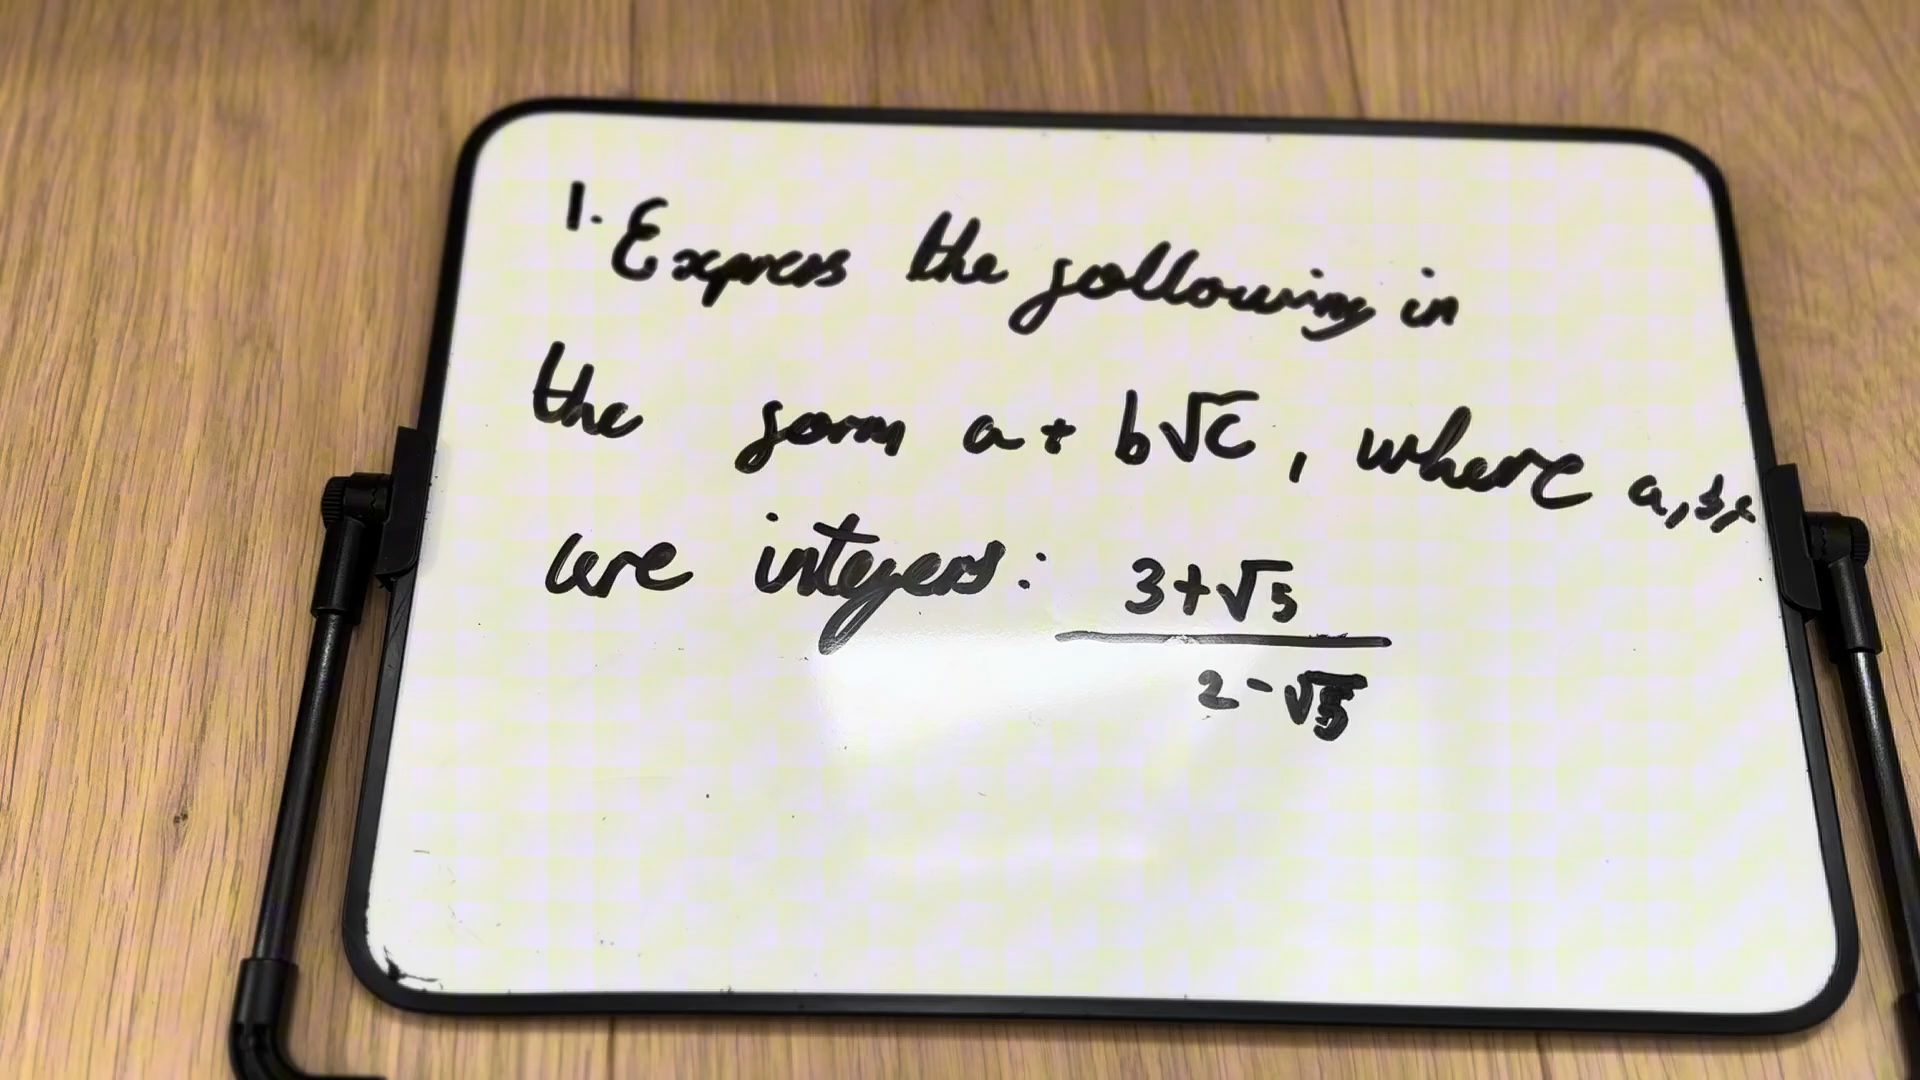 1. Express the following in
the form a + b√c, where a, b, c
are integers: 3+√5
2-√5